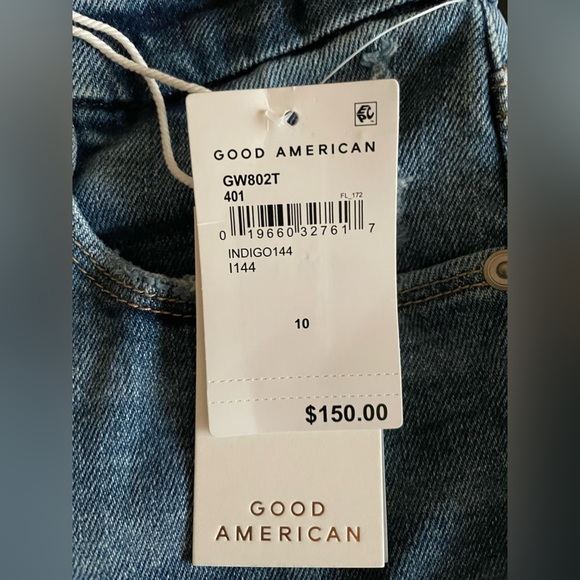 GOOD AMERICAN
GW802T
401
FL_172
0 19660 32761 7
INDIGO144
I144
10
$150.00
GOOD
AMERICAN